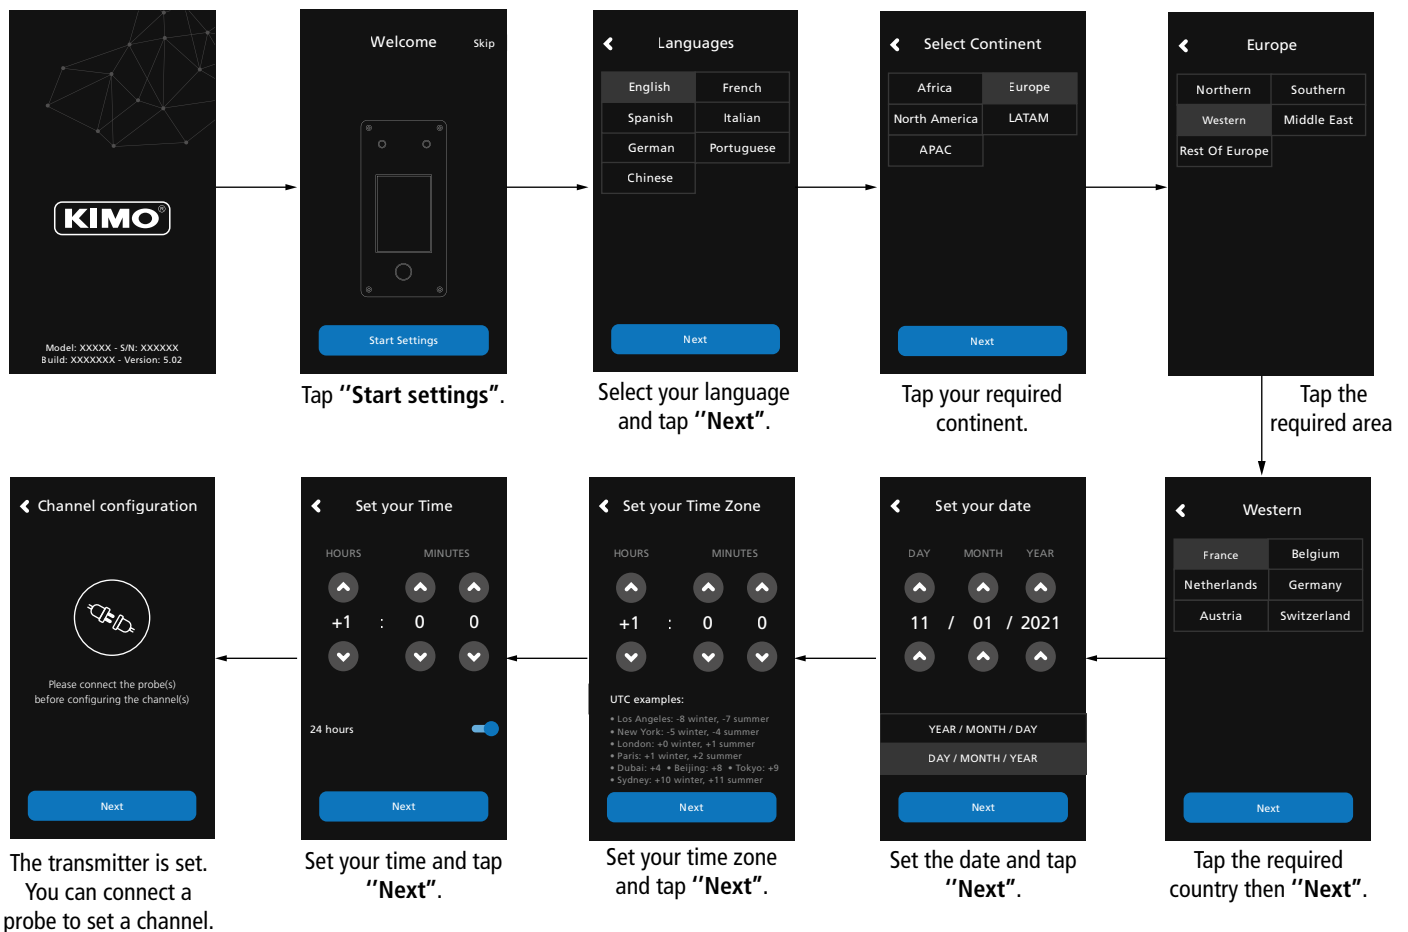 KIMO®
Model: XXXXX - S/N: XXXXXX
Build: XXXXXXX - Version: 5.02
Welcome
Skip
Start Settings
Tap ‘‘Start settings’’.
Languages
English
French
Spanish
Italian
German
Portuguese
Chinese
Next
Select your language
and tap ‘‘Next’’.
Select Continent
Africa
Europe
North America
LATAM
APAC
Next
Tap your required
continent.
Europe
Northern
Southern
Western
Middle East
Rest Of Europe
Tap the
required area
Western
France
Belgium
Netherlands
Germany
Austria
Switzerland
Next
Tap the required
country then ‘‘Next’’.
Set your date
DAY MONTH YEAR
11 / 01 / 2021
YEAR / MONTH / DAY
DAY / MONTH / YEAR
Next
Set the date and tap
‘‘Next’’.
Set your Time Zone
HOURS MINUTES
+1 : 0 0
UTC examples:
• Los Angeles: -8 winter, -7 summer
• New York: -5 winter, -4 summer
• London: +0 winter, +1 summer
• Paris: +1 winter, +2 summer
• Dubai: +4 • Beijing: +8 • Tokyo: +9
• Sydney: +10 winter, +11 summer
Next
Set your time zone
and tap ‘‘Next’’.
Set your Time
HOURS MINUTES
+1 : 0 0
24 hours
Next
Set your time and tap
‘‘Next’’.
Channel configuration
Please connect the probe(s)
before configuring the channel(s)
Next
The transmitter is set.
You can connect a
probe to set a channel.